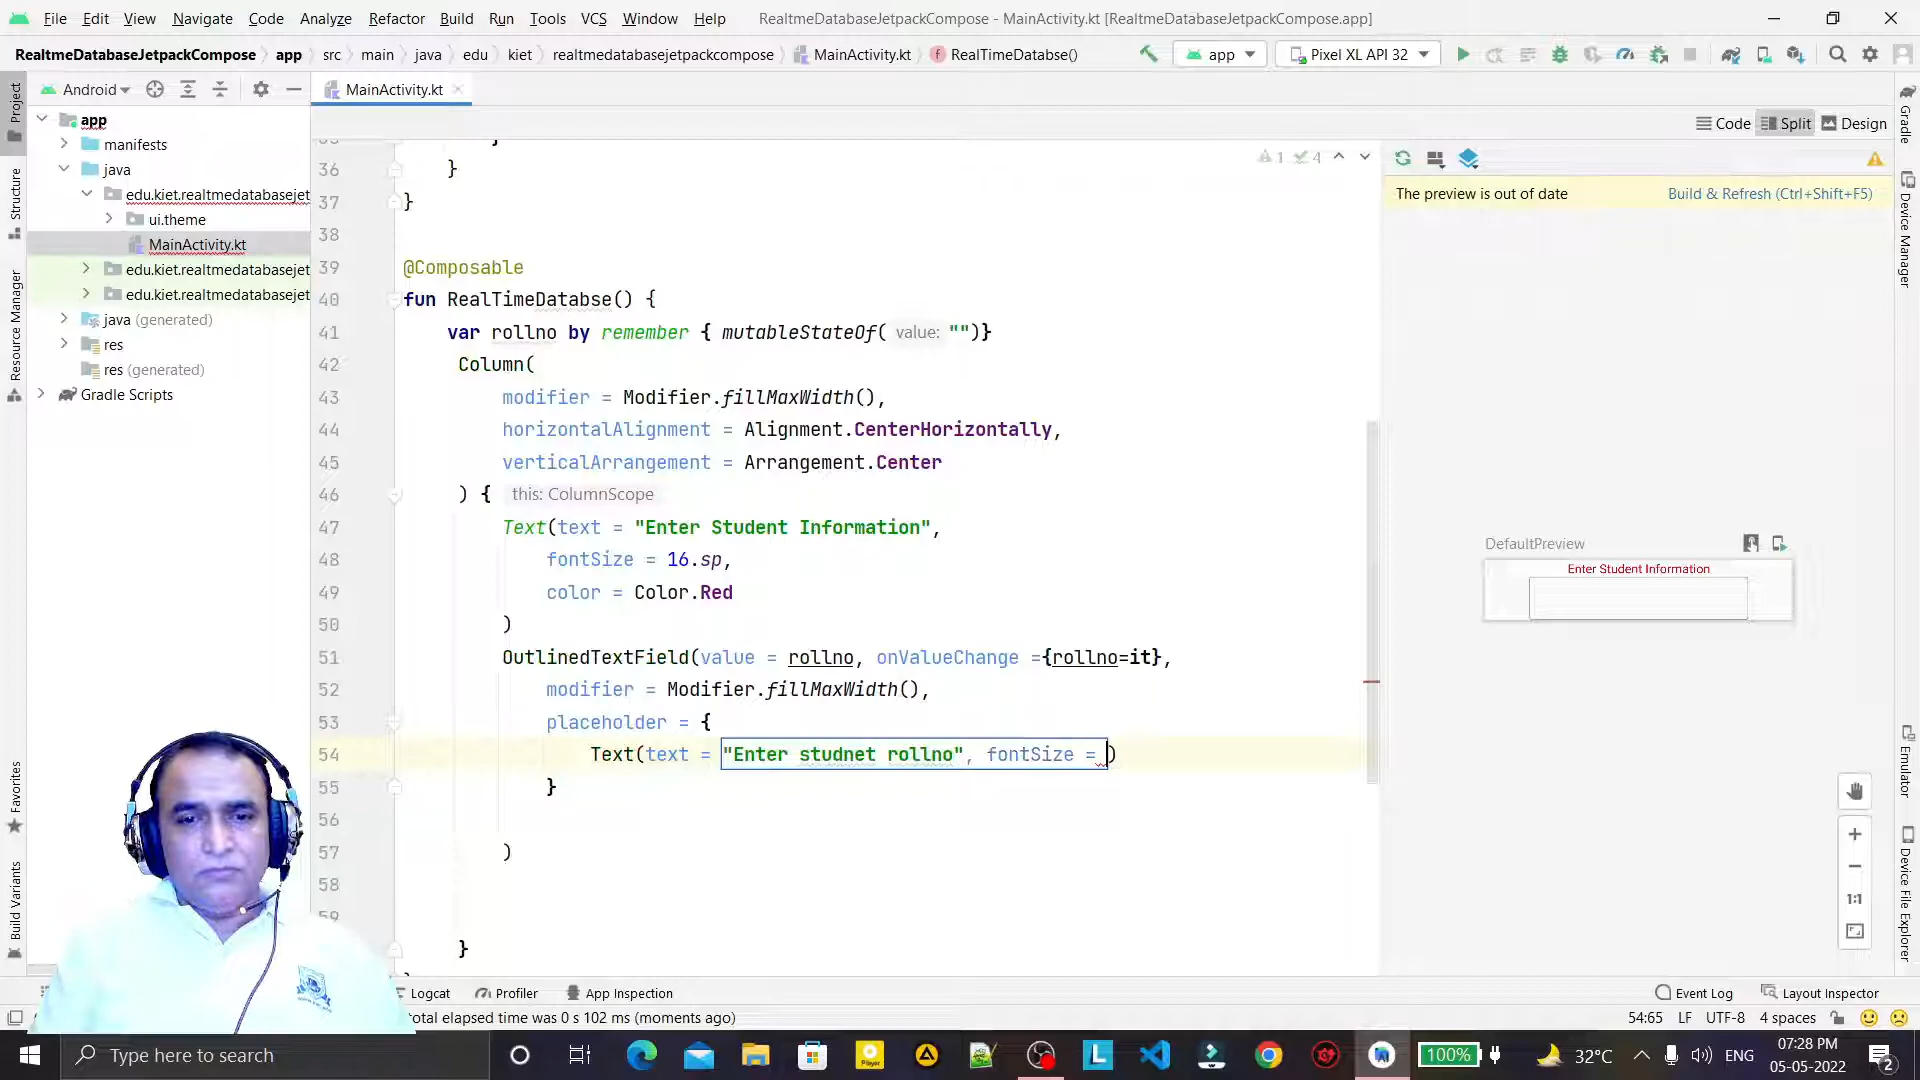 File Edit View Navigate Code Analyze Refactor Build Run Tools VCS Window Help RealtmeDatabaseJetpackCompose - MainActivity.kt [RealtmeDatabaseJetpackCompose.app]
RealtmeDatabaseJetpackCompose app src main java edu kiet realtmedatabasejetpackcompose MainActivity.kt RealTimeDatabse() app Pixel XL API 32
Android MainActivity.kt
Code Split Design
Project
Structure
Resource Manager
Favorites
Build Variants
app
manifests
java
edu.kiet.realtmedatabasejet
ui.theme
MainActivity.kt
edu.kiet.realtmedatabasejet
edu.kiet.realtmedatabasejet
java (generated)
res
res (generated)
Gradle Scripts
1 4
36 }
37 }
38
39 @Composable
40 fun RealTimeDatabse() {
41 var rollno by remember { mutableStateOf( value: "")}
42 Column(
43 modifier = Modifier.fillMaxWidth(),
44 horizontalAlignment = Alignment.CenterHorizontally,
45 verticalArrangement = Arrangement.Center
46 ) { this: ColumnScope
47 Text(text = "Enter Student Information",
48 fontSize = 16.sp,
49 color = Color.Red
50 )
51 OutlinedTextField(value = rollno, onValueChange ={rollno=it},
52 modifier = Modifier.fillMaxWidth(),
53 placeholder = {
54 Text(text = "Enter studnet rollno", fontSize = )
55 }
56
57 )
58
59
}
The preview is out of date Build & Refresh (Ctrl+Shift+F5)
DefaultPreview
Enter Student Information
1:1
Gradle
Device Manager
Emulator
Device File Explorer
Logcat Profiler App Inspection Event Log Layout Inspector
total elapsed time was 0 s 102 ms (moments ago) 54:65 LF UTF-8 4 spaces
Type here to search 100% 32°C ENG 07:28 PM
05-05-2022
2